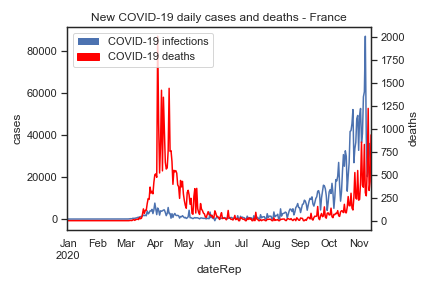 New COVID-19 daily cases and deaths - France
COVID-19 infections
COVID-19 deaths
80000
60000
40000
20000
0
cases
2000
1750
1500
1250
1000
750
500
250
0
deaths
Jan Feb Mar Apr May Jun Jul Aug Sep Oct Nov
2020
dateRep